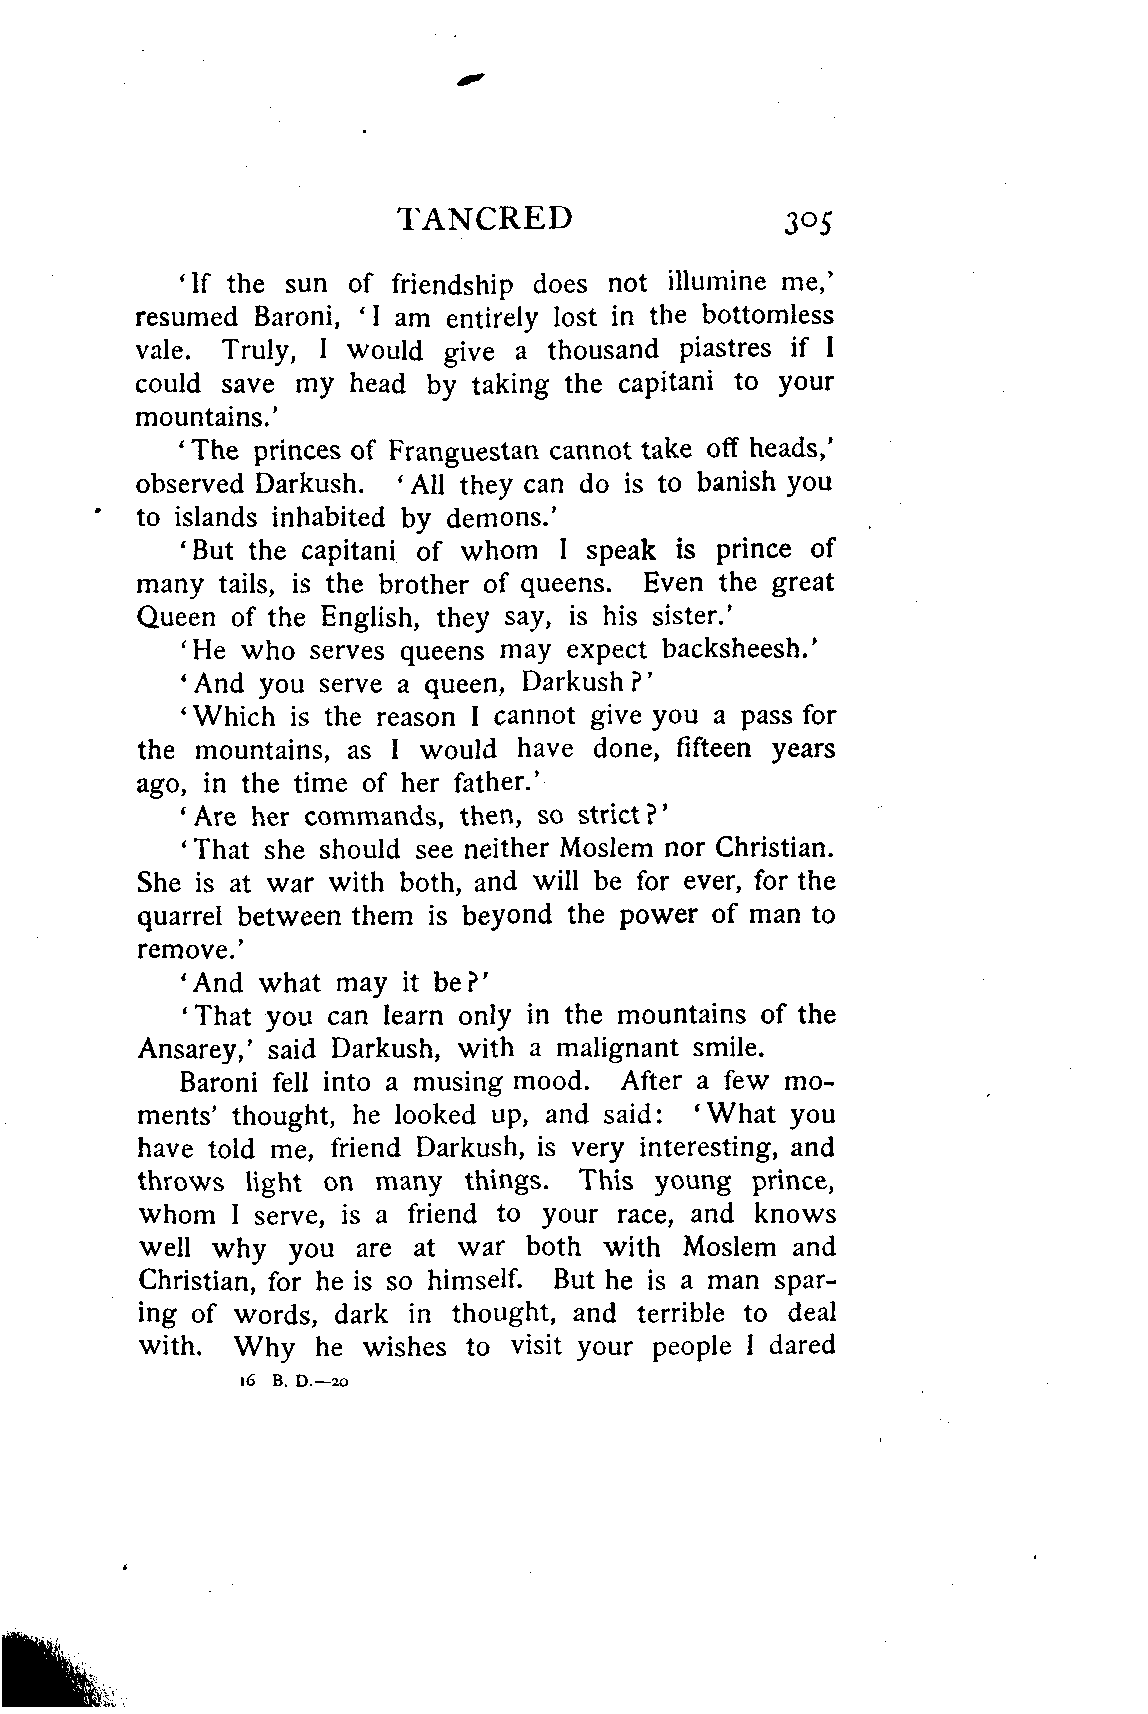 TANCRED 305
‘If the sun of friendship does not illumine me,’
resumed Baroni, ‘I am entirely lost in the bottomless
vale. Truly, I would give a thousand piastres if I
could save my head by taking the capitani to your
mountains.’
‘The princes of Franguestan cannot take off heads,’
observed Darkush. ‘All they can do is to banish you
to islands inhabited by demons.’
‘But the capitani of whom I speak is prince of
many tails, is the brother of queens. Even the great
Queen of the English, they say, is his sister.’
‘He who serves queens may expect backsheesh.’
‘And you serve a queen, Darkush?’
‘Which is the reason I cannot give you a pass for
the mountains, as I would have done, fifteen years
ago, in the time of her father.’
‘Are her commands, then, so strict?’
‘That she should see neither Moslem nor Christian.
She is at war with both, and will be for ever, for the
quarrel between them is beyond the power of man to
remove.’
‘And what may it be?’
‘That you can learn only in the mountains of the
Ansarey,’ said Darkush, with a malignant smile.
Baroni fell into a musing mood. After a few mo-
ments’ thought, he looked up, and said: ‘What you
have told me, friend Darkush, is very interesting, and
throws light on many things. This young prince,
whom I serve, is a friend to your race, and knows
well why you are at war both with Moslem and
Christian, for he is so himself. But he is a man spar-
ing of words, dark in thought, and terrible to deal
with. Why he wishes to visit your people I dared
16 B. D.—20